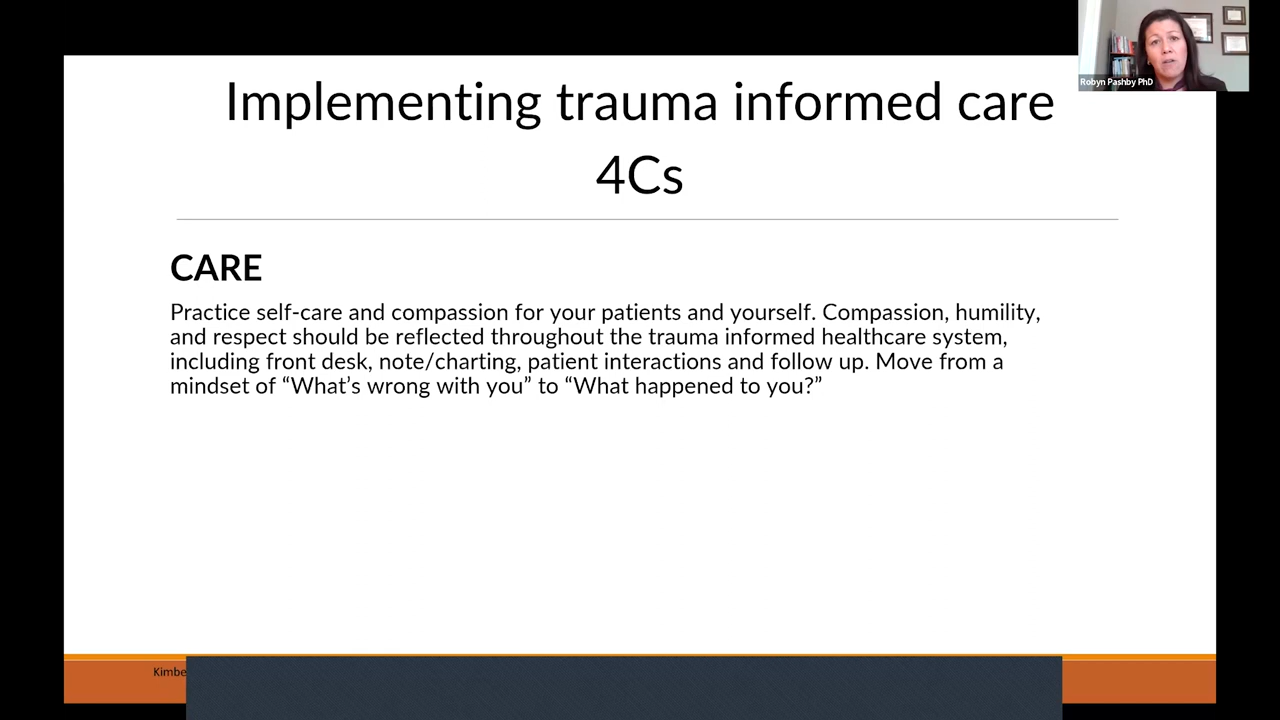 Robyn Pashby PhD
Implementing trauma informed care
4Cs
CARE
Practice self-care and compassion for your patients and yourself. Compassion, humility,
and respect should be reflected throughout the trauma informed healthcare system,
including front desk, note/charting, patient interactions and follow up. Move from a
mindset of “What’s wrong with you” to “What happened to you?”
Kimbe